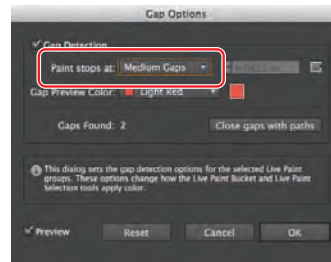 Gap Options
Gap Detection
Paint stops at: Medium Gaps
Gap Preview Color: Light Red
Gaps Found: 2 Close gaps with paths
This dialog sets the gap detection options for the selected Live Paint
groups. These options change how the Live Paint Bucket and Live Paint
Selection tools apply color.
Preview Reset Cancel OK